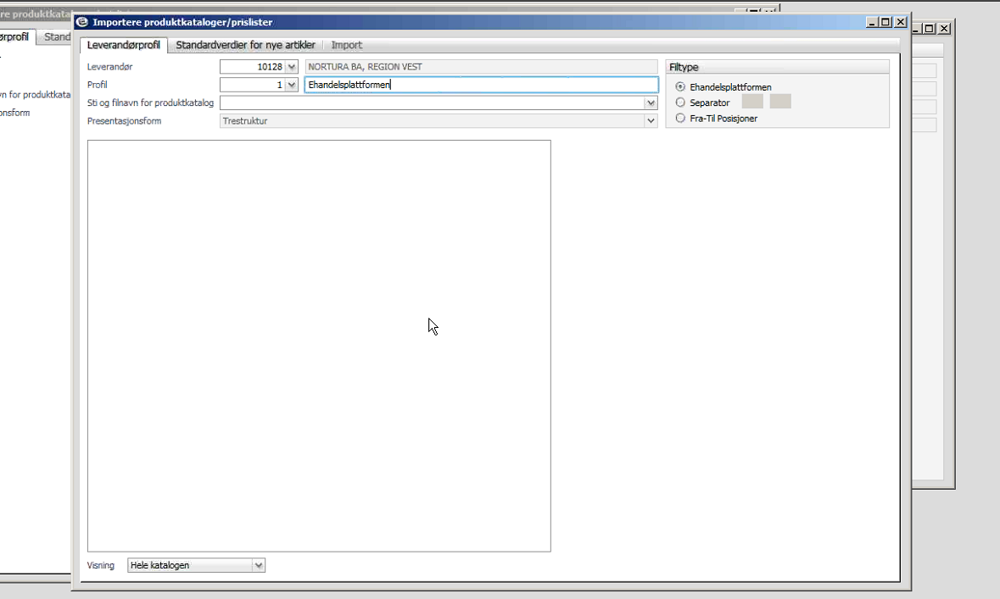 re produktkata
Importere produktkataloger/prislister
ørprofil Stand
Leverandørprofil Standardverdier for nye artikler Import
Leverandør 10128 NORTURA BA, REGION VEST Filtype
Profil 1 Ehandelsplattformen Ehandelsplattformen
vn for produktkata
Sti og filnavn for produktkatalog Separator
onsform
Presentasjonsform Trestruktur Fra-Til Posisjoner
Visning Hele katalogen